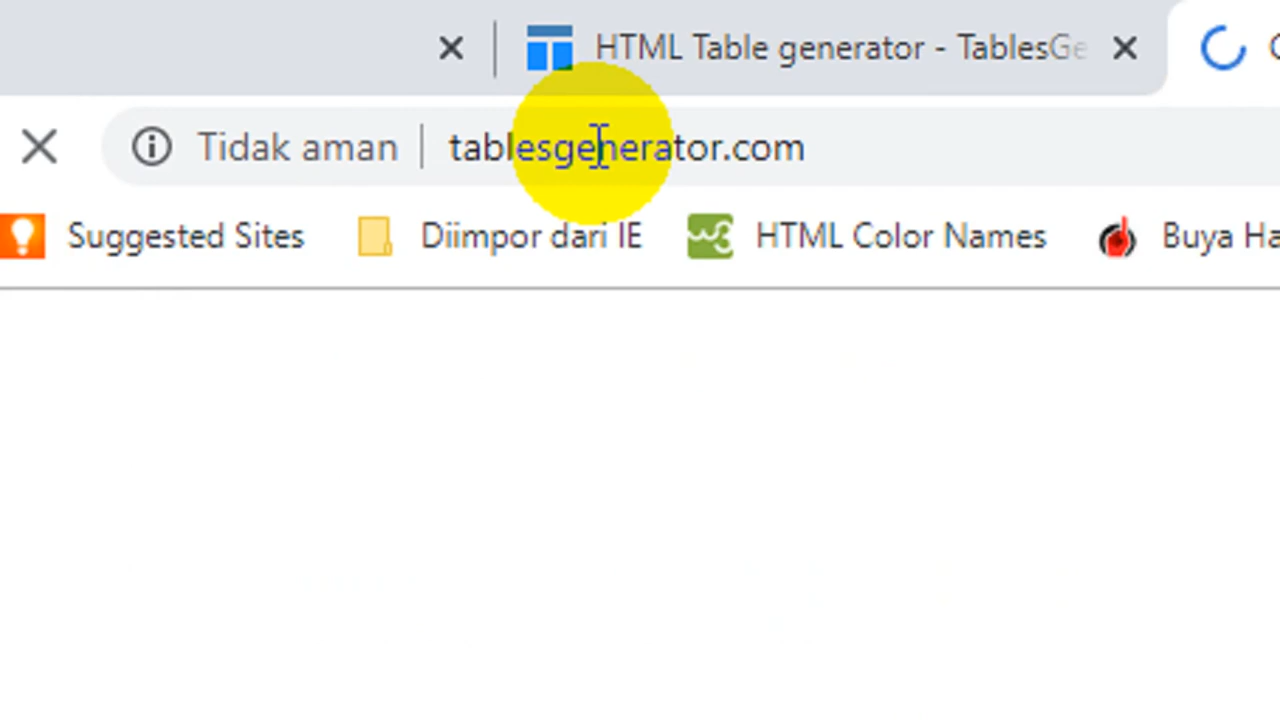 HTML Table generator - TablesGe
Tidak aman | tablesgenerator.com
Suggested Sites Diimpor dari IE HTML Color Names Buya Ha